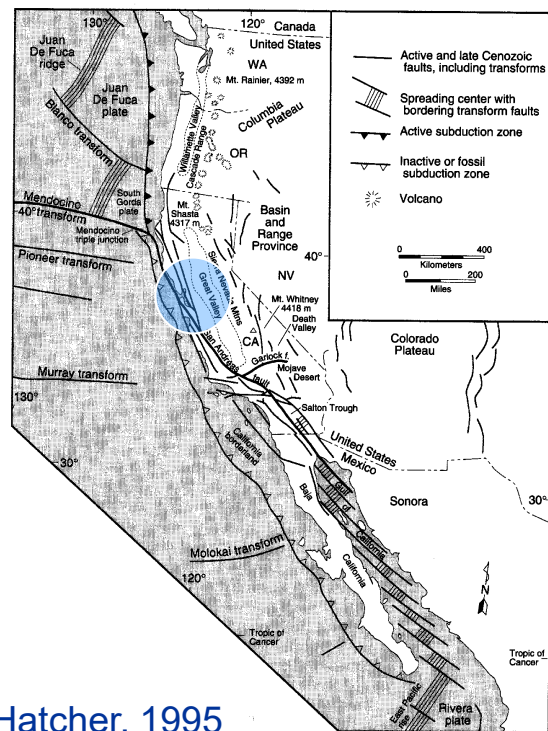 130°
120°
Canada
United States
Juan
De Fuca
ridge
WA
Mt. Rainier, 4392 m
Juan
De Fuca
plate
Columbia
Plateau
Blanco transform
Willamette Valley
Cascade Range
OR
South
Gorda
plate
Mt.
Shasta
4317 m
Mendocino
40° transform
Mendocino
triple junction
Basin
and
Range
Province
40°
Pioneer transform
Sierra Nevada Mtns
Great Valley
NV
Mt. Whitney
4418 m
Death
Valley
CA
San Andreas
fault
Garlock f.
Mojave
Desert
Colorado
Plateau
Murray transform
130°
Salton Trough
United States
Mexico
California
borderland
30°
Baja
California
Gulf
of
California
Sonora
30°
Molokai transform
120°
Tropic of
Cancer
N
Tropic of
Cancer
East Pacific
rise
Rivera
plate
Active and late Cenozoic
faults, including transforms
Spreading center with
bordering transform faults
Active subduction zone
Inactive or fossil
subduction zone
Volcano
0 400
Kilometers
0 200
Miles
Hatcher, 1995